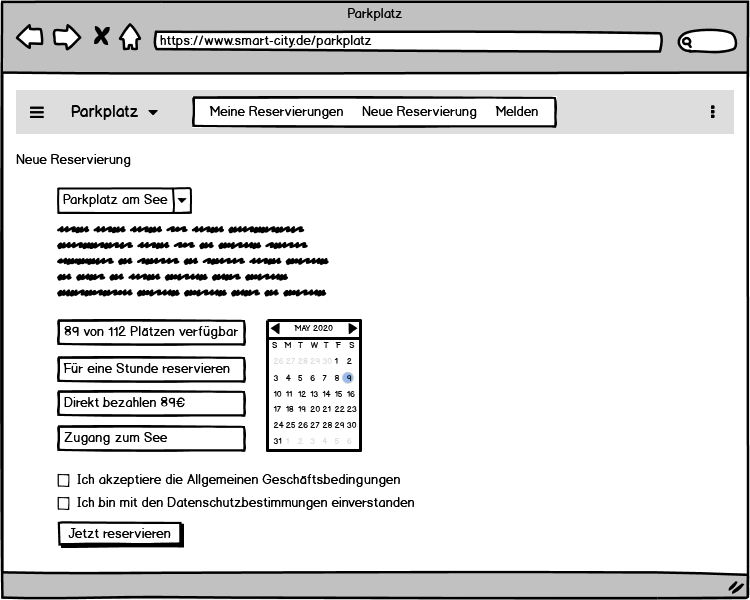 Parkplatz
https://www.smart-city.de/parkplatz
Parkplatz Meine Reservierungen Neue Reservierung Melden
Neue Reservierung
Parkplatz am See
89 von 112 Plätzen verfügbar
Für eine Stunde reservieren
Direkt bezahlen 89€
Zugang zum See
MAY 2020
S M T W T F S
26 27 28 29 30 1 2
3 4 5 6 7 8 9
10 11 12 13 14 15 16
17 18 19 20 21 22 23
24 25 26 27 28 29 30
31 1 2 3 4 5 6
Ich akzeptiere die Allgemeinen Geschäftsbedingungen
Ich bin mit den Datenschutzbestimmungen einverstanden
Jetzt reservieren